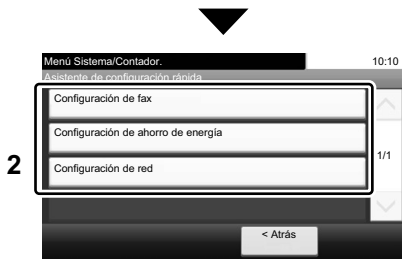 Menú Sistema/Contador.
10:10
Asistente de configuración rápida
Configuración de fax
Configuración de ahorro de energía
1/1
2
Configuración de red
< Atrás